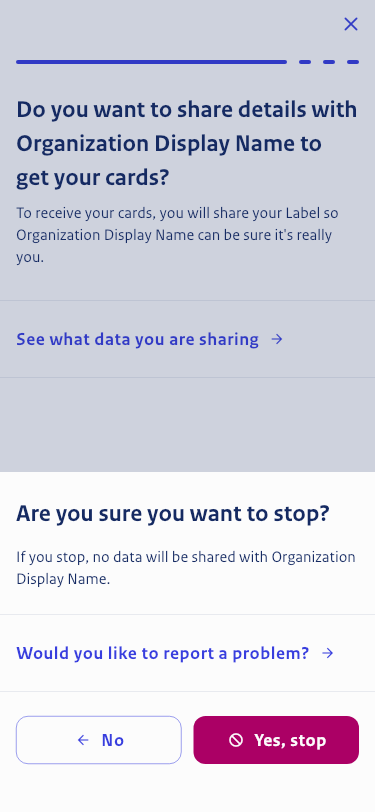 Do you want to share details with
Organization Display Name to
get your cards?
To receive your cards, you will share your Label so
Organization Display Name can be sure it's really
you.
See what data you are sharing
Are you sure you want to stop?
If you stop, no data will be shared with Organization
Display Name.
Would you like to report a problem?
No
Yes, stop